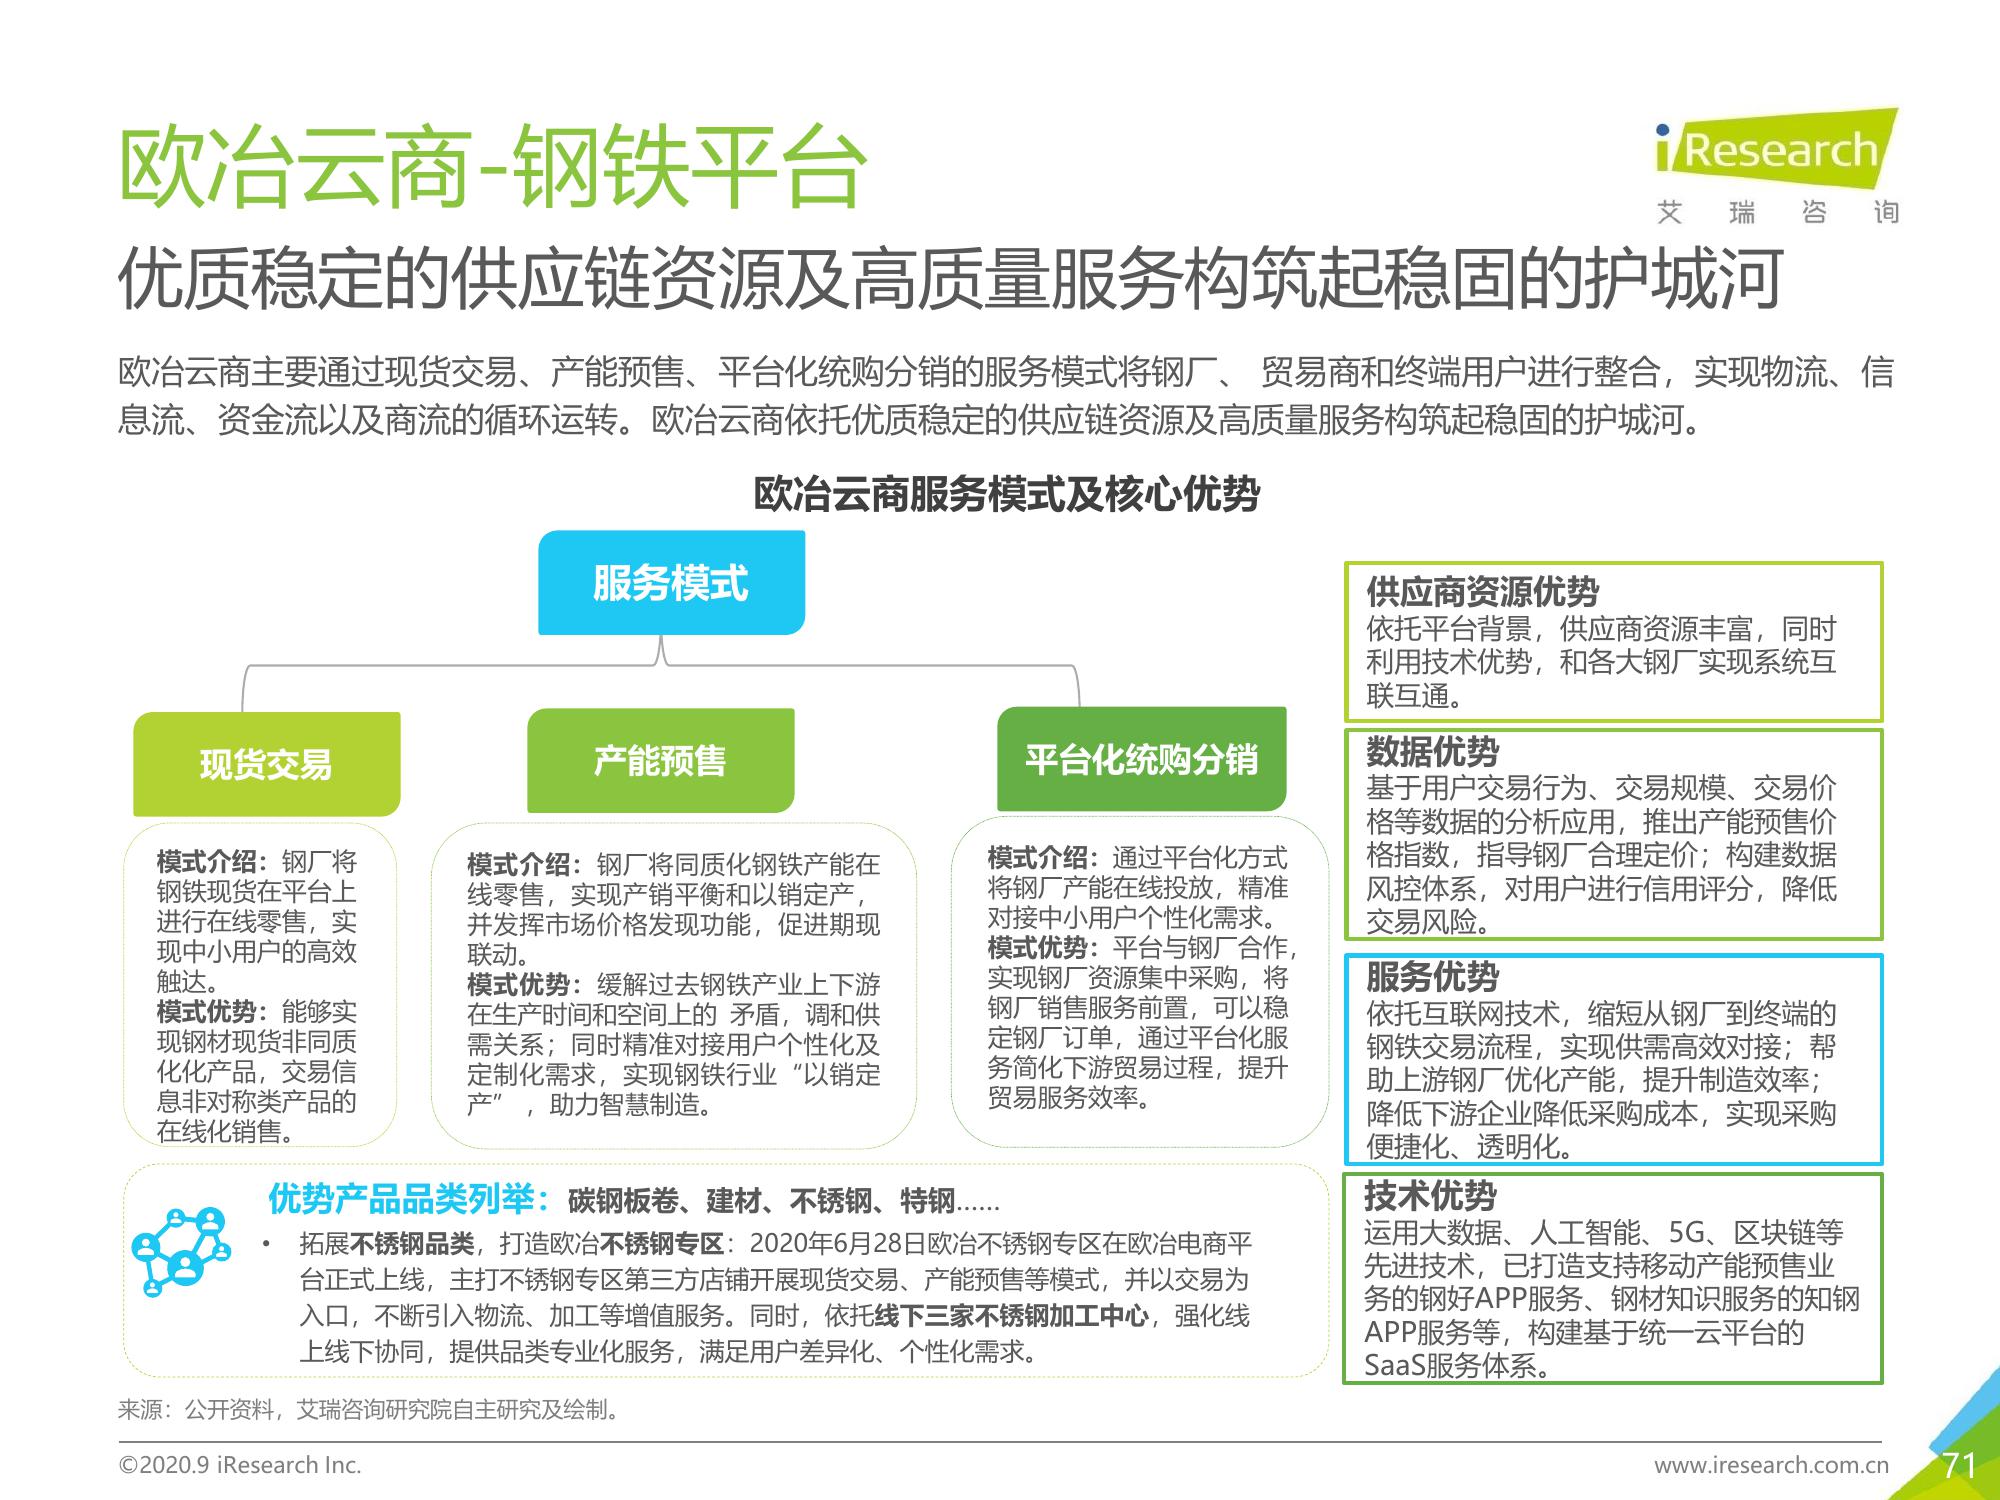 欧冶云商-钢铁平台
iResearch
艾瑞咨询
优质稳定的供应链资源及高质量服务构筑起稳固的护城河
欧冶云商主要通过现货交易、产能预售、平台化统购分销的服务模式将钢厂、 贸易商和终端用户进行整合，实现物流、信
息流、资金流以及商流的循环运转。欧冶云商依托优质稳定的供应链资源及高质量服务构筑起稳固的护城河。
欧冶云商服务模式及核心优势
服务模式
现货交易
模式介绍：钢厂将
钢铁现货在平台上
进行在线零售，实
现中小用户的高效
触达。
模式优势：能够实
现钢材现货非同质
化化产品，交易信
息非对称类产品的
在线化销售。
产能预售
模式介绍：钢厂将同质化钢铁产能在
线零售，实现产销平衡和以销定产，
并发挥市场价格发现功能，促进期现
联动。
模式优势：缓解过去钢铁产业上下游
在生产时间和空间上的 矛盾，调和供
需关系；同时精准对接用户个性化及
定制化需求，实现钢铁行业“以销定
产”，助力智慧制造。
平台化统购分销
模式介绍：通过平台化方式
将钢厂产能在线投放，精准
对接中小用户个性化需求。
模式优势：平台与钢厂合作，
实现钢厂资源集中采购，将
钢厂销售服务前置，可以稳
定钢厂订单，通过平台化服
务简化下游贸易过程，提升
贸易服务效率。
优势产品品类列举：碳钢板卷、建材、不锈钢、特钢……
• 拓展不锈钢品类，打造欧冶不锈钢专区：2020年6月28日欧冶不锈钢专区在欧冶电商平
台正式上线，主打不锈钢专区第三方店铺开展现货交易、产能预售等模式，并以交易为
入口，不断引入物流、加工等增值服务。同时，依托线下三家不锈钢加工中心，强化线
上线下协同，提供品类专业化服务，满足用户差异化、个性化需求。
供应商资源优势
依托平台背景，供应商资源丰富，同时
利用技术优势，和各大钢厂实现系统互
联互通。
数据优势
基于用户交易行为、交易规模、交易价
格等数据的分析应用，推出产能预售价
格指数，指导钢厂合理定价；构建数据
风控体系，对用户进行信用评分，降低
交易风险。
服务优势
依托互联网技术，缩短从钢厂到终端的
钢铁交易流程，实现供需高效对接；帮
助上游钢厂优化产能，提升制造效率；
降低下游企业降低采购成本，实现采购
便捷化、透明化。
技术优势
运用大数据、人工智能、5G、区块链等
先进技术，已打造支持移动产能预售业
务的钢好APP服务、钢材知识服务的知钢
APP服务等，构建基于统一云平台的
SaaS服务体系。
来源：公开资料，艾瑞咨询研究院自主研究及绘制。
©2020.9 iResearch Inc.
www.iresearch.com.cn
71